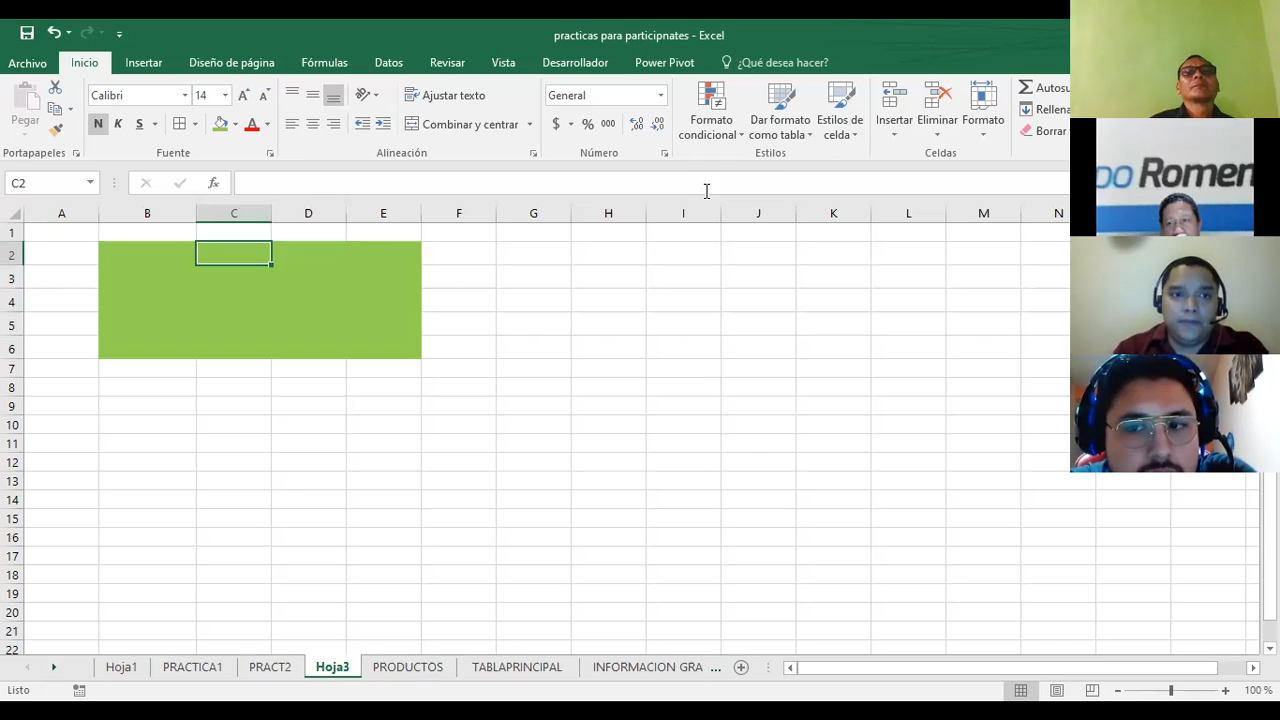 practicas para participnates - Excel
Archivo Inicio Insertar Diseño de página Fórmulas Datos Revisar Vista Desarrollador Power Pivot ¿Qué desea hacer?
Pegar
Calibri 14
N K S
Ajustar texto
Combinar y centrar
General
$ % 000
Formato condicional
Dar formato como tabla
Estilos de celda
Insertar Eliminar Formato
Autosu
Rellena
Borrar
Portapapeles Fuente Alineación Número Estilos Celdas
C2 fx
A B C D E F G H I J K L M N
1
2
3
4
5
6
7
8
9
10
11
12
13
14
15
16
17
18
19
20
21
22
Hoja1 PRACTICA1 PRACT2 Hoja3 PRODUCTOS TABLAPRINCIPAL INFORMACION GRA ...
Listo 100 %
Romen